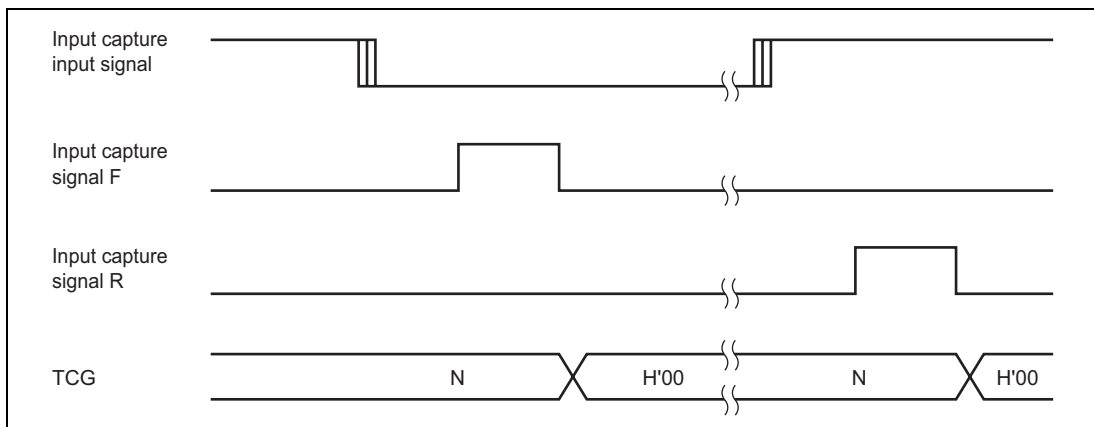 Input capture
input signal
Input capture
signal F
Input capture
signal R
TCG
N
H'00
N
H'00